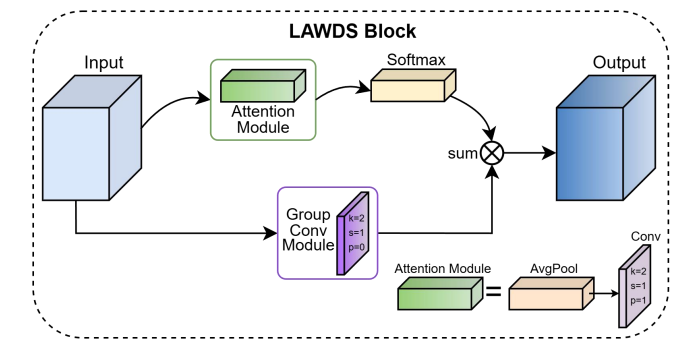 LAWDS Block
Input
Softmax
Output
Attention
Module
sum
Group
Conv
Module
k=2
s=1
p=0
Attention Module
=
AvgPool
Conv
k=2
s=1
p=1